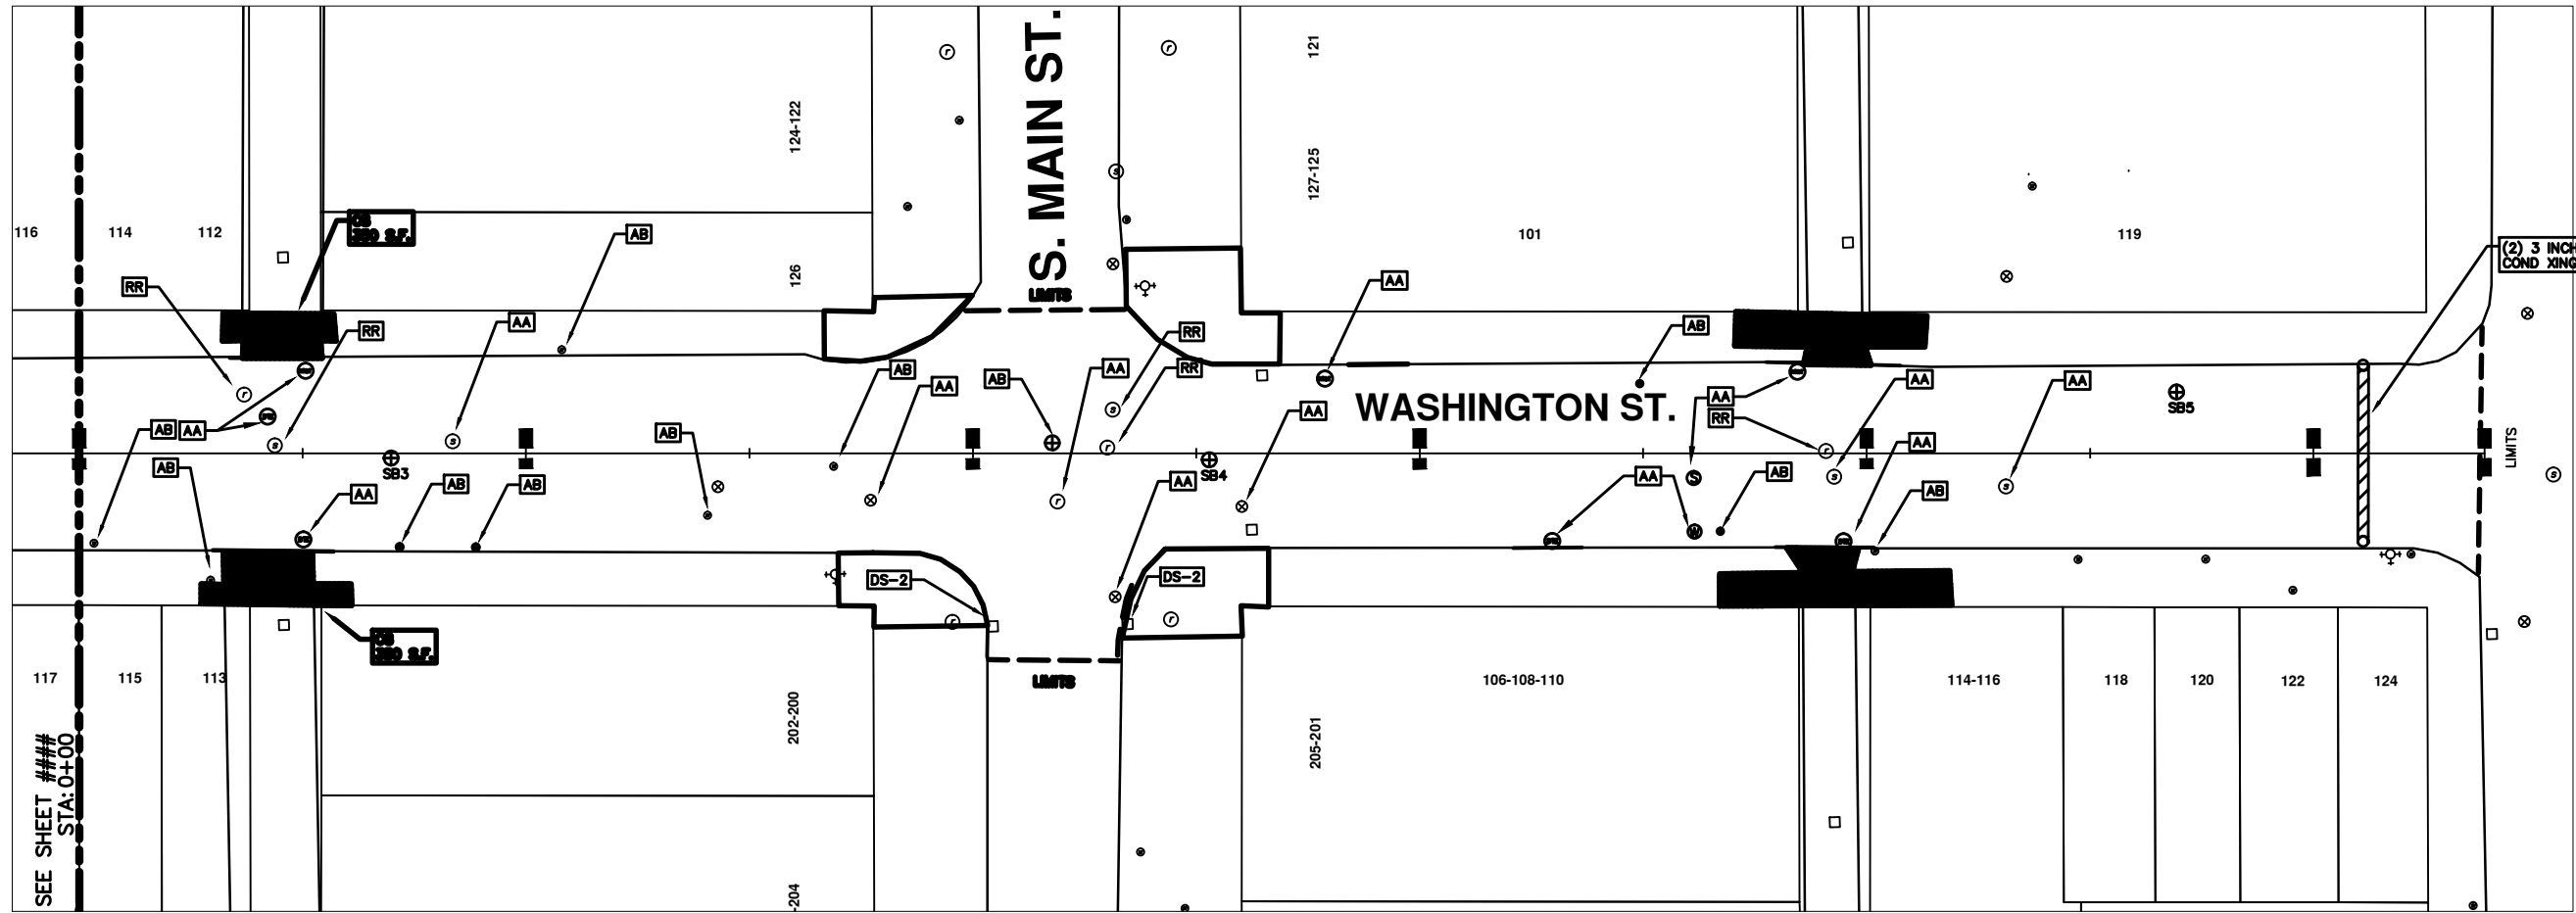 S. MAIN ST.
121
124-122
127-125
116
114
112
AB
101
119
(2) 3 INCH
COND XING
RR
126
LIMITS
AA
AA
RR
RR
AB
AB
AA
AB
AA
RR
AA
AA
AA
AA
SB5
WASHINGTON ST.
RR
AB
AA
AB
AA
AA
LIMITS
AB
SB3
SB4
AA
AA
AB
AA
AB
AB
AB
S
W
DS-2
DS-2
LIMITS
117
115
113
106-108-110
114-116
118
120
122
124
202-200
205-201
SEE SHEET ####
STA: 0+00
-204